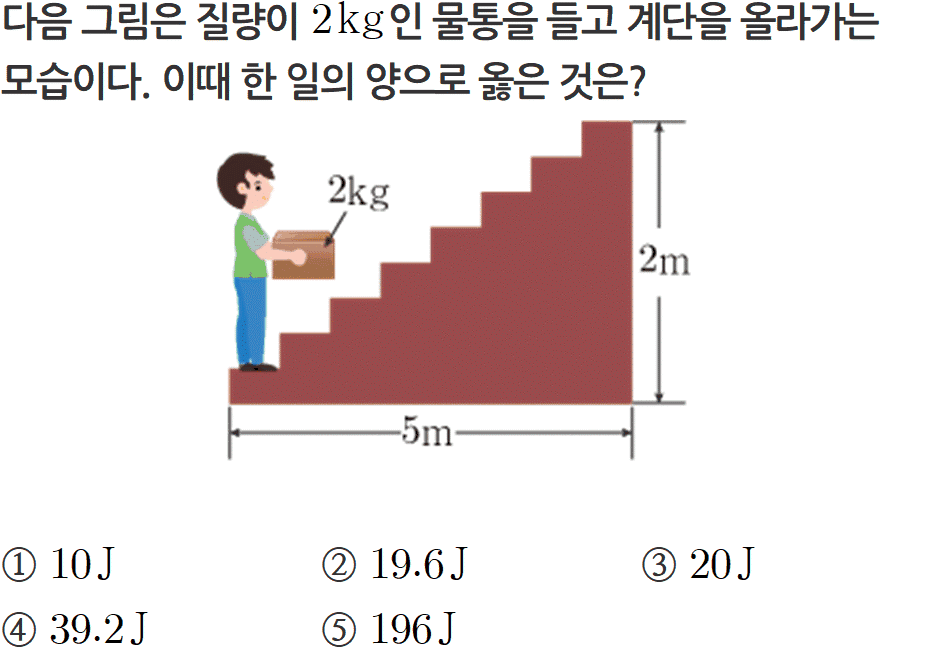 다음 그림은 질량이 2kg인 물통을 들고 계단을 올라가는
모습이다. 이때 한 일의 양으로 옳은 것은?
2kg
2m
5m
① 10J ② 19.6J ③ 20J
④ 39.2J ⑤ 196J